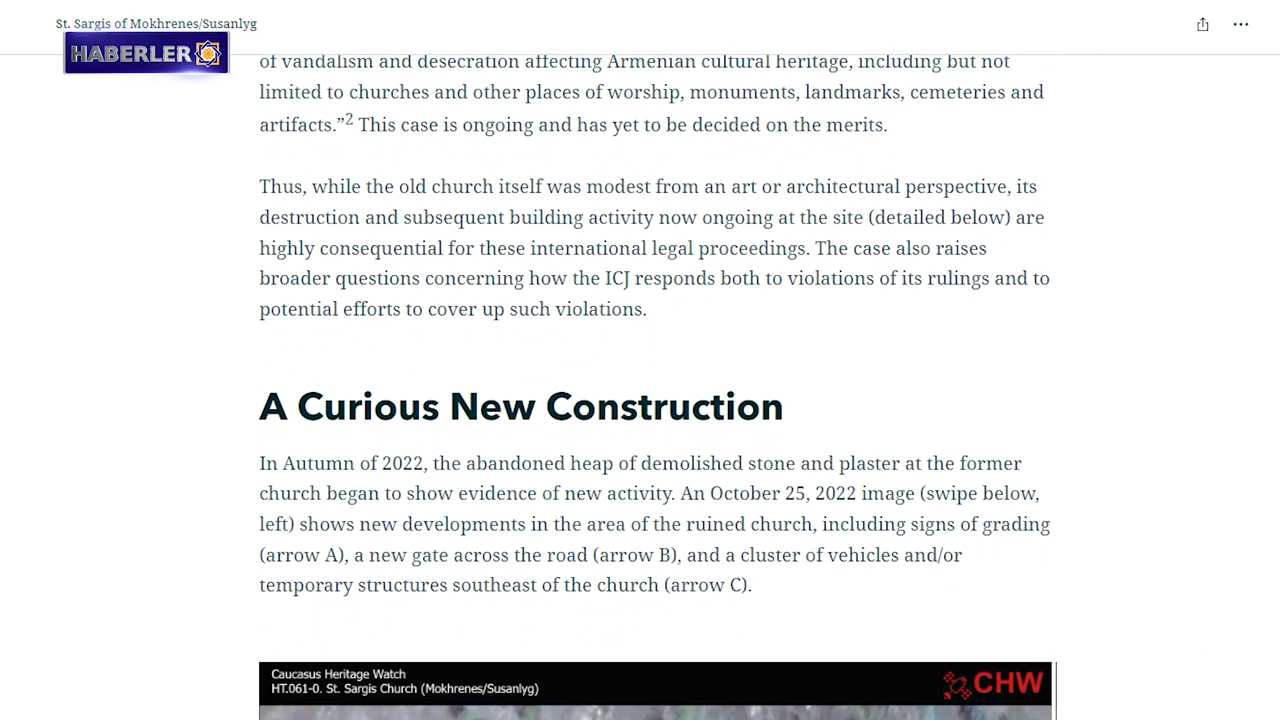 St. Sargis of Mokhrenes/Susanlyg
HABERLER
of vandalism and desecration affecting Armenian cultural heritage, including but not
limited to churches and other places of worship, monuments, landmarks, cemeteries and
artifacts.”2 This case is ongoing and has yet to be decided on the merits.
Thus, while the old church itself was modest from an art or architectural perspective, its
destruction and subsequent building activity now ongoing at the site (detailed below) are
highly consequential for these international legal proceedings. The case also raises
broader questions concerning how the ICJ responds both to violations of its rulings and to
potential efforts to cover up such violations.
A Curious New Construction
In Autumn of 2022, the abandoned heap of demolished stone and plaster at the former
church began to show evidence of new activity. An October 25, 2022 image (swipe below,
left) shows new developments in the area of the ruined church, including signs of grading
(arrow A), a new gate across the road (arrow B), and a cluster of vehicles and/or
temporary structures southeast of the church (arrow C).
Caucasus Heritage Watch
HT.061-0. St. Sargis Church (Mokhrenes/Susanlyg)
CHW